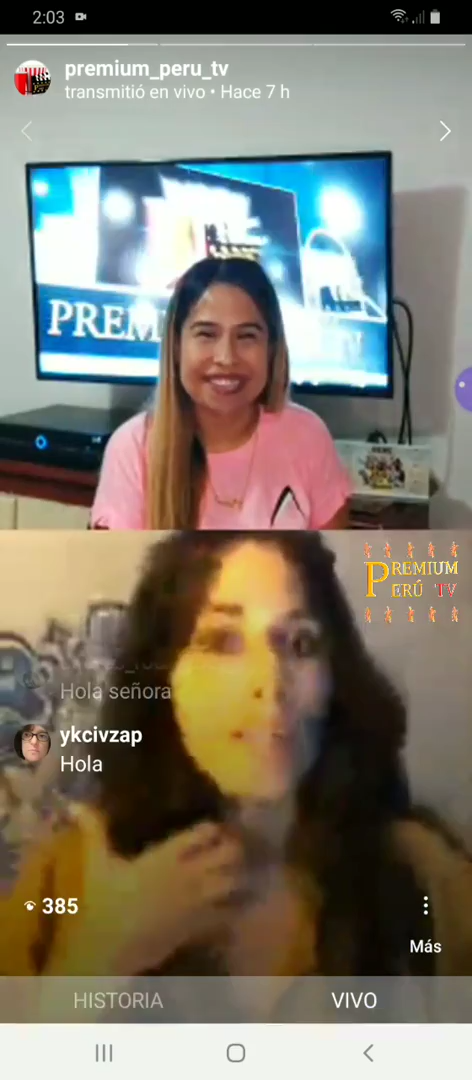 2:03
premium_peru_tv
transmitió en vivo • Hace 7 h
PREM
Hola señora
ykcivzap
Hola
PREMIUM
PERÚ TV
385
Más
HISTORIA
VIVO